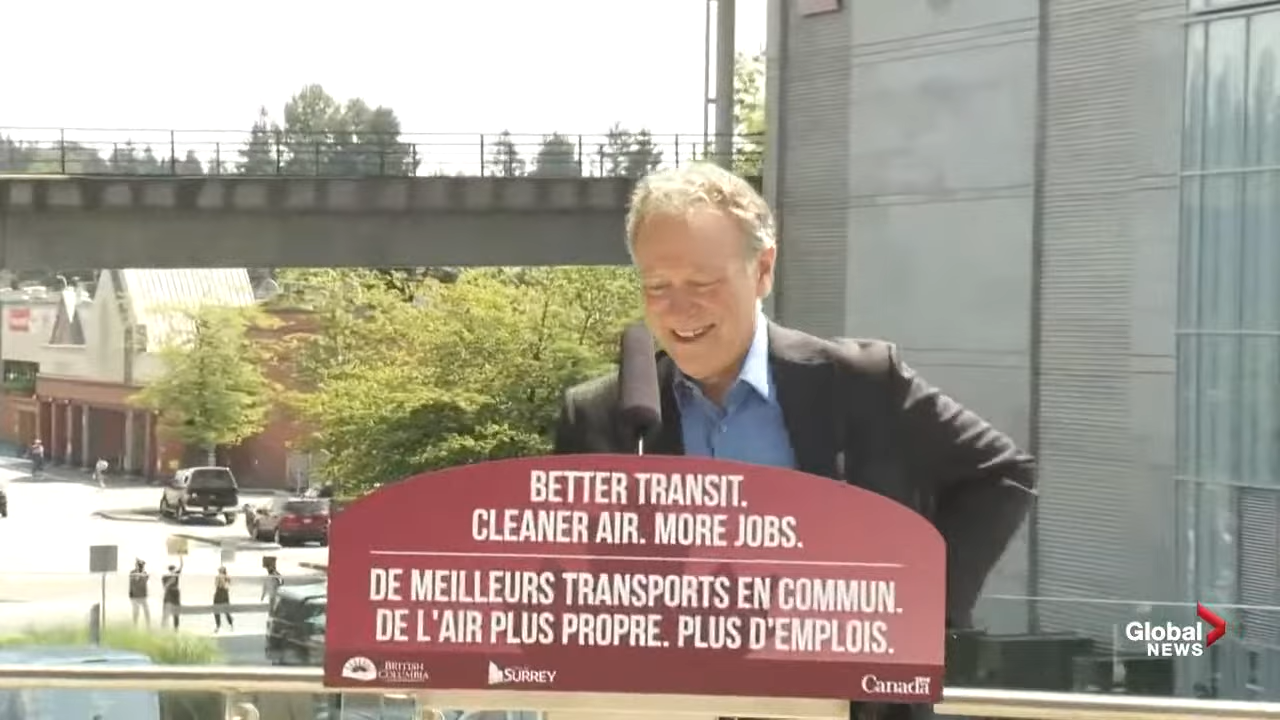 BETTER TRANSIT.
CLEANER AIR. MORE JOBS.
DE MEILLEURS TRANSPORTS EN COMMUN.
DE L'AIR PLUS PROPRE. PLUS D'EMPLOIS.
BRITISH
COLUMBIA
SURREY
Canada
Global
NEWS